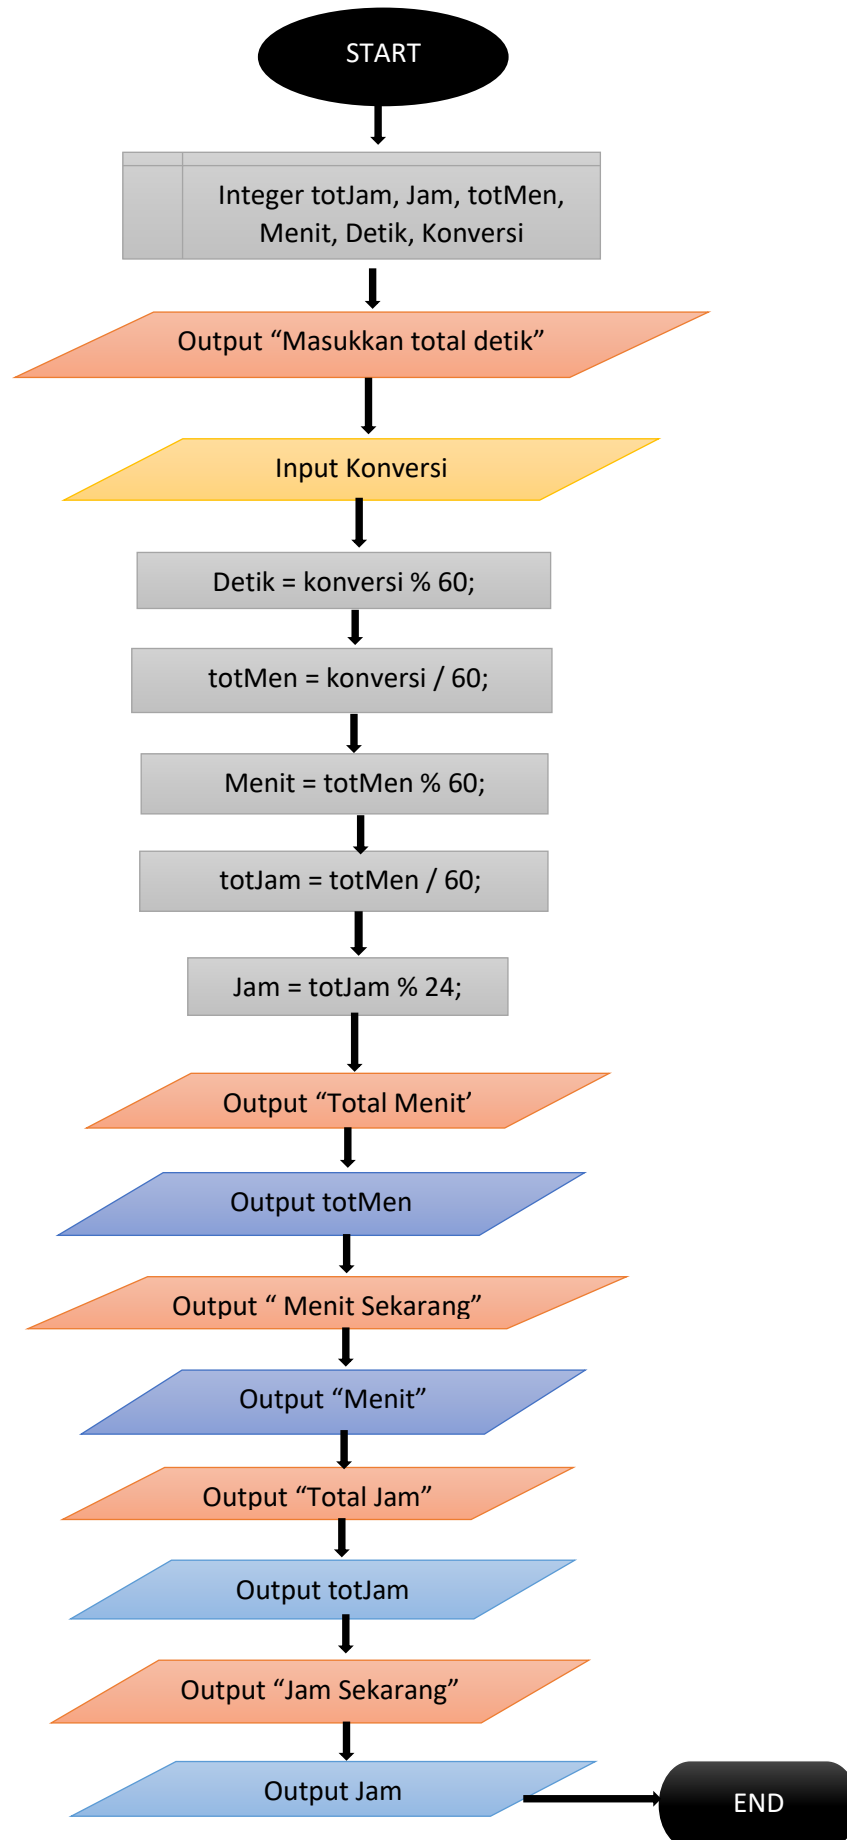 START
Integer totJam, Jam, totMen,
Menit, Detik, Konversi
Output “Masukkan total detik”
Input Konversi
Detik = konversi % 60;
totMen = konversi / 60;
Menit = totMen % 60;
totJam = totMen / 60;
Jam = totJam % 24;
Output “Total Menit’
Output totMen
Output “ Menit Sekarang”
Output “Menit”
Output “Total Jam”
Output totJam
Output “Jam Sekarang”
Output Jam
END